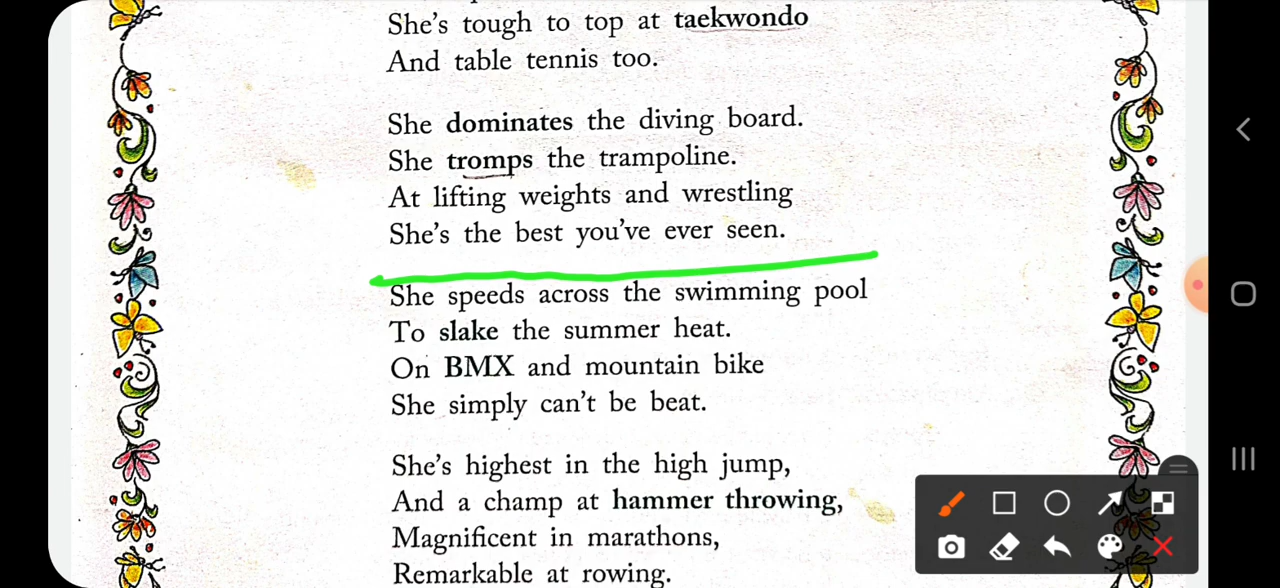 She's tough to top at taekwondo
And table tennis too.
She dominates the diving board.
She tromps the trampoline.
At lifting weights and wrestling
She's the best you've ever seen.
She speeds across the swimming pool
To slake the summer heat.
On BMX and mountain bike
She simply can't be beat.
She's highest in the high jump,
And a champ at hammer throwing,
Magnificent in marathons,
Remarkable at rowing.